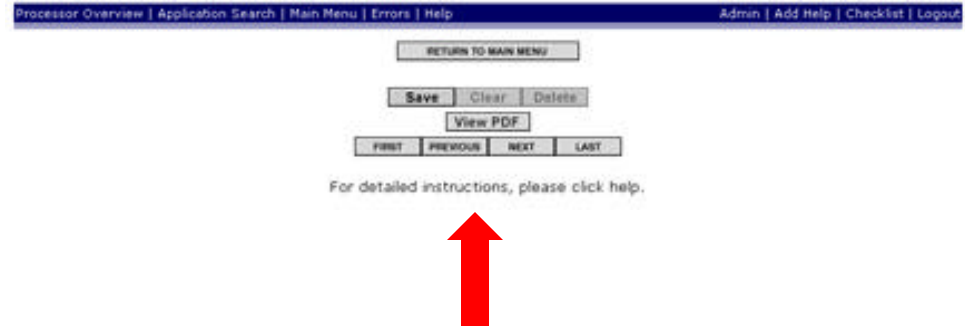 Processor Overview | Application Search | Main Menu | Errors | Help Admin | Add Help | Checklist | Logout
RETURN TO MAIN MENU
Save Clear Delete
View PDF
FIRST PREVIOUS NEXT LAST
For detailed instructions, please click help.